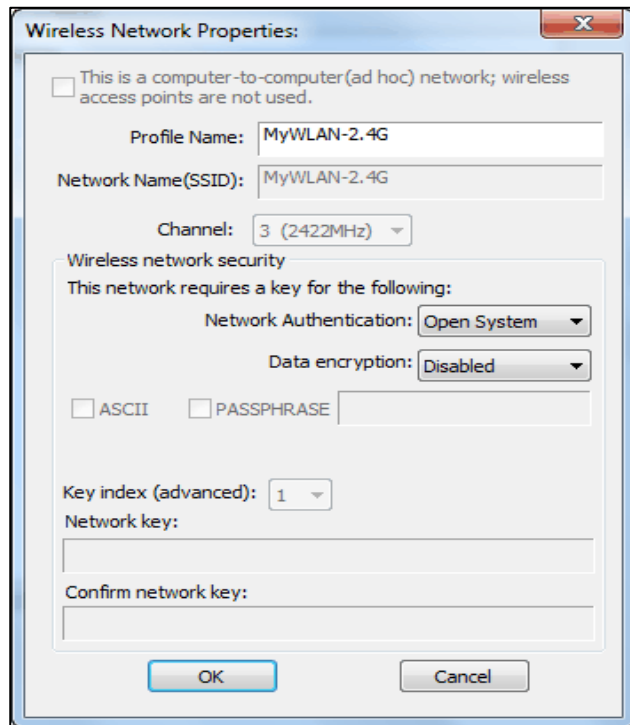 Wireless Network Properties:
This is a computer-to-computer(ad hoc) network; wireless
access points are not used.
Profile Name: MyWLAN-2.4G
Network Name(SSID): MyWLAN-2.4G
Channel: 3 (2422MHz)
Wireless network security
This network requires a key for the following:
Network Authentication: Open System
Data encryption: Disabled
ASCII PASSPHRASE
Key index (advanced): 1
Network key:
Confirm network key:
OK Cancel